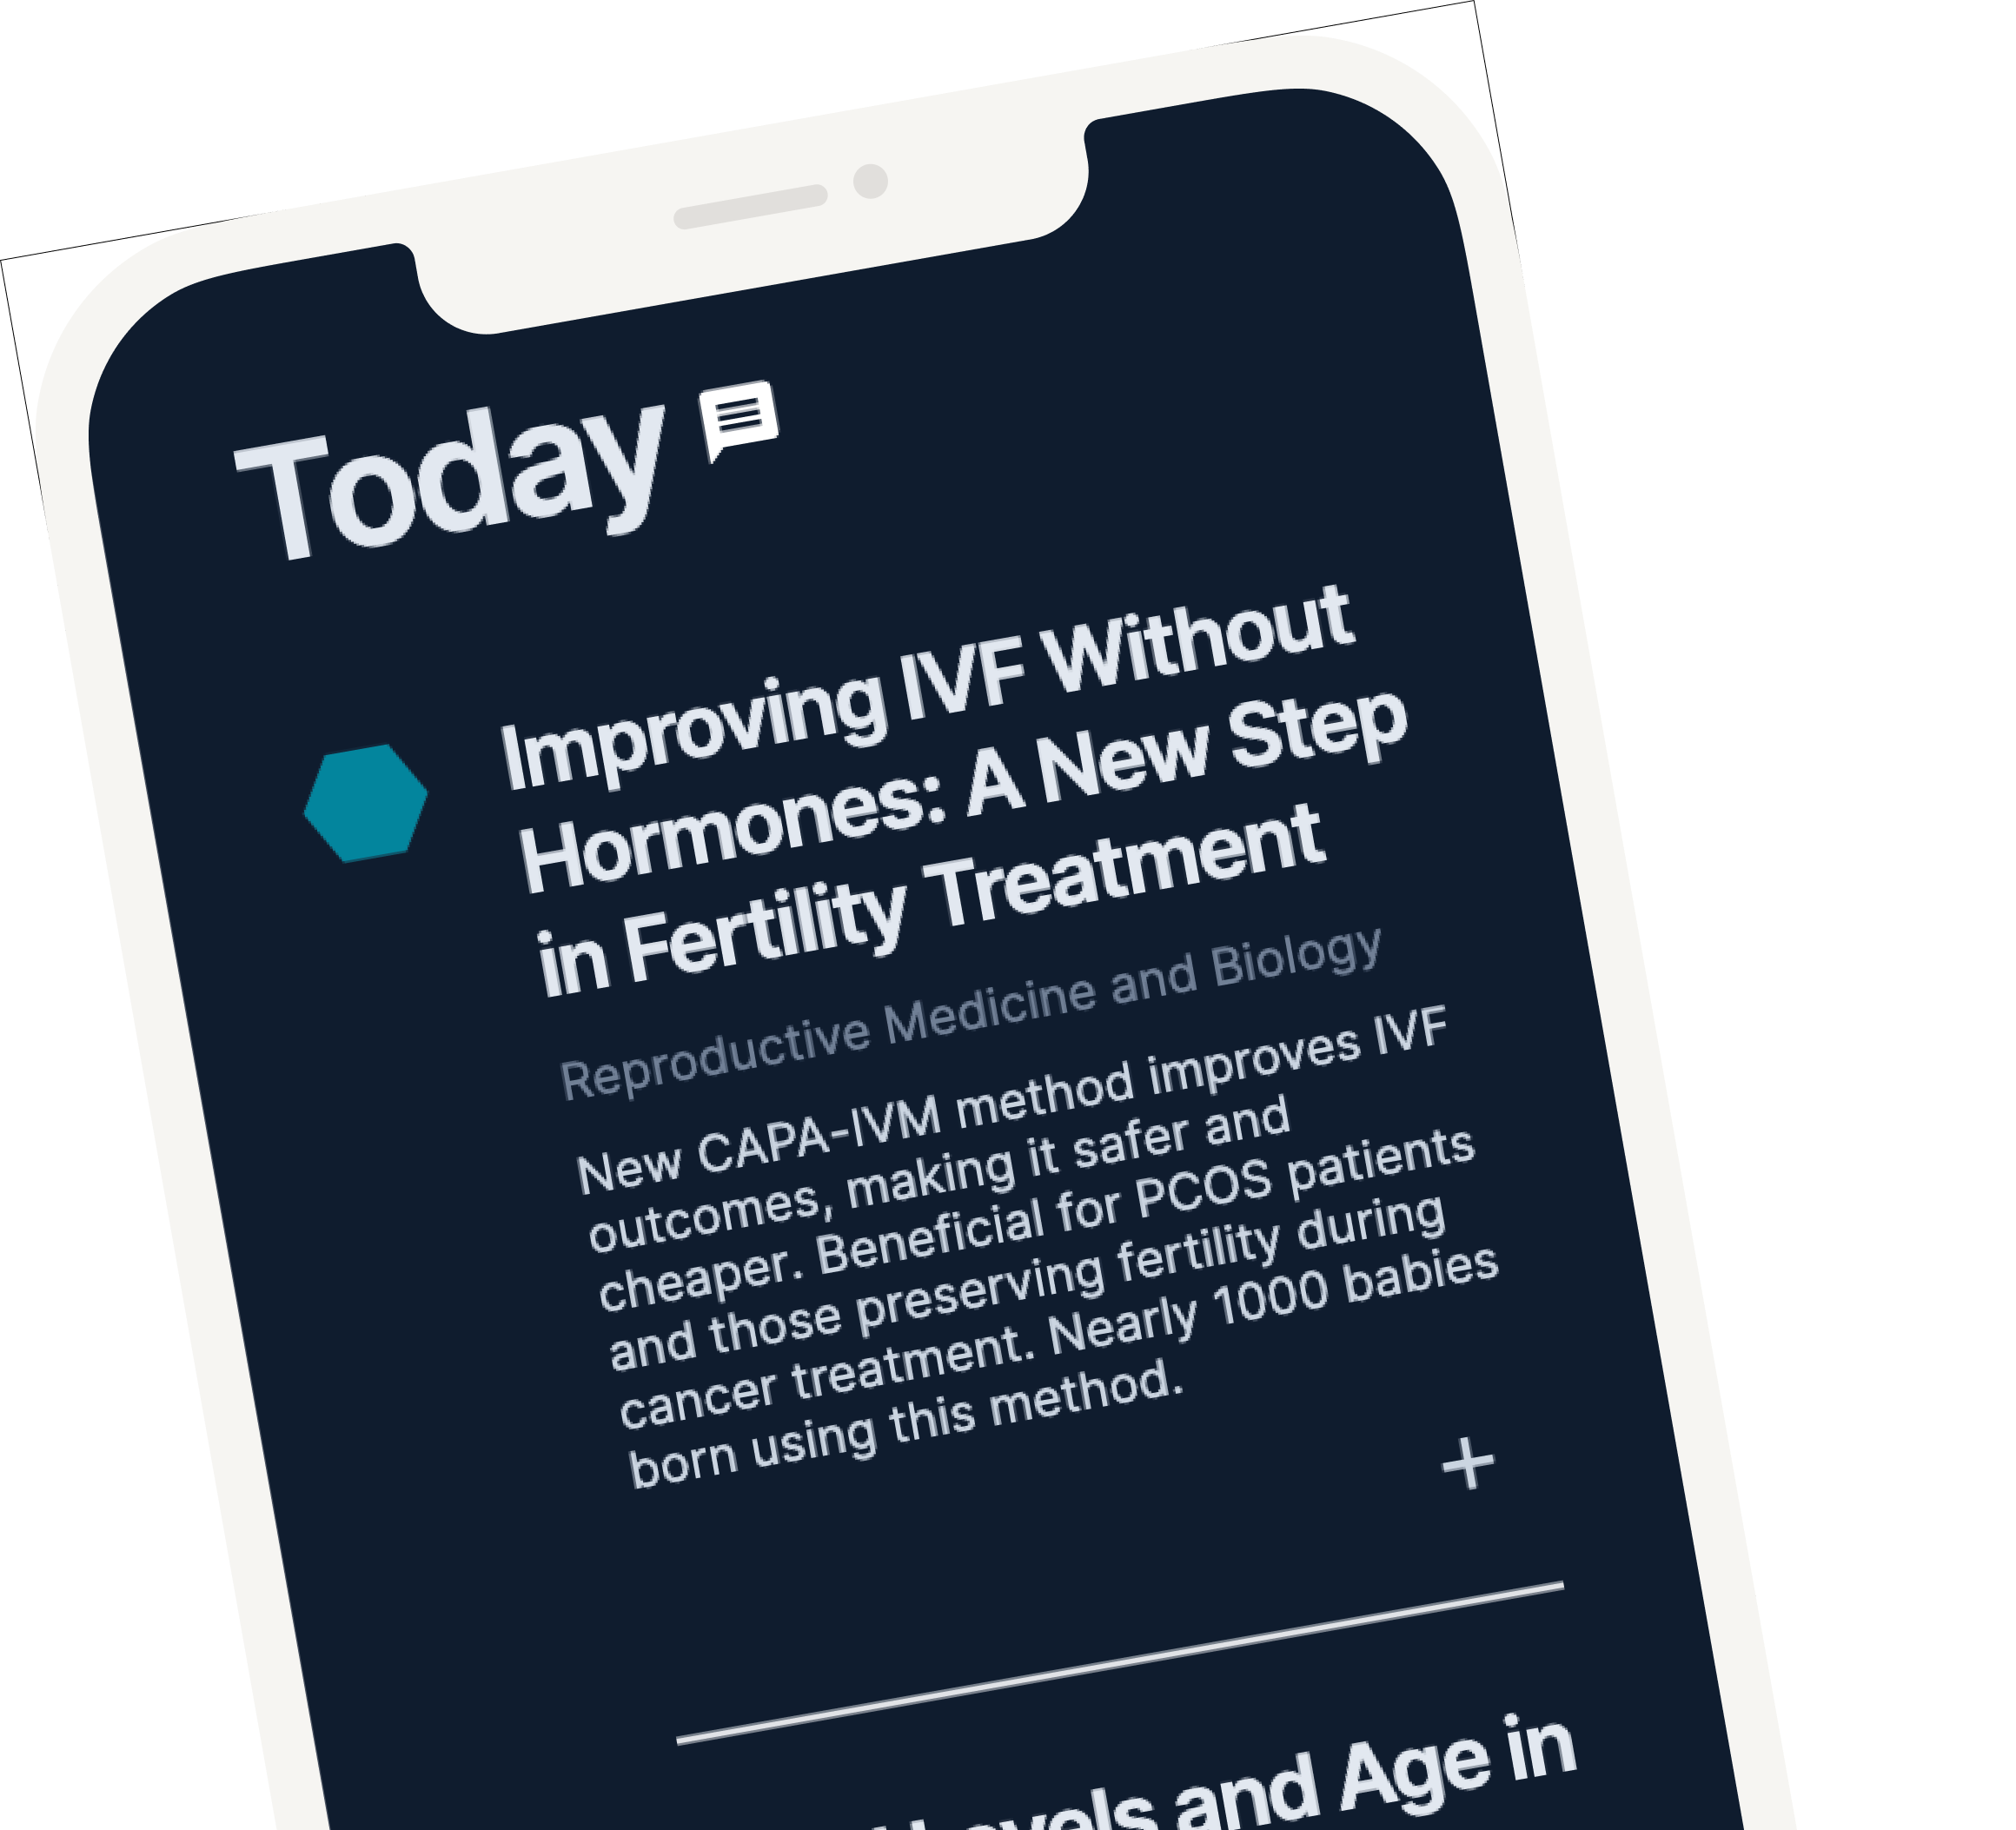 Today
Improving IVF Without
Hormones: A New Step
in Fertility Treatment
Reproductive Medicine and Biology
New CAPA-IVM method improves IVF
outcomes, making it safer and
cheaper. Beneficial for PCOS patients
and those preserving fertility during
cancer treatment. Nearly 1000 babies
born using this method.
+
and Age in